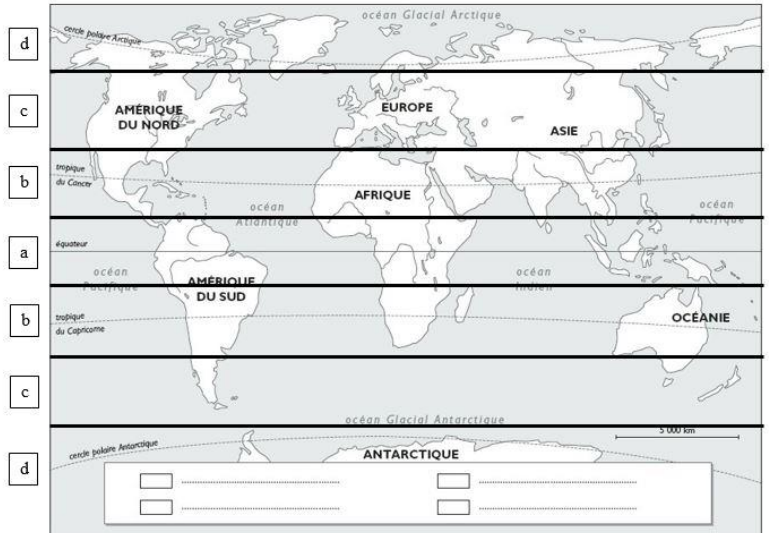 océan Glacial Arctique
cercle polaire Arctique
d
c
AMÉRIQUE
DU NORD
EUROPE
ASIE
tropique
du Cancer
b
AFRIQUE
océan
Atlantique
océan
Pacifique
équateur
a
océan
Pacifique
AMÉRIQUE
DU SUD
océan
Indien
b
tropique
du Capricorne
OCÉANIE
c
océan Glacial Antarctique
5 000 km
cercle polaire Antarctique
ANTARCTIQUE
d